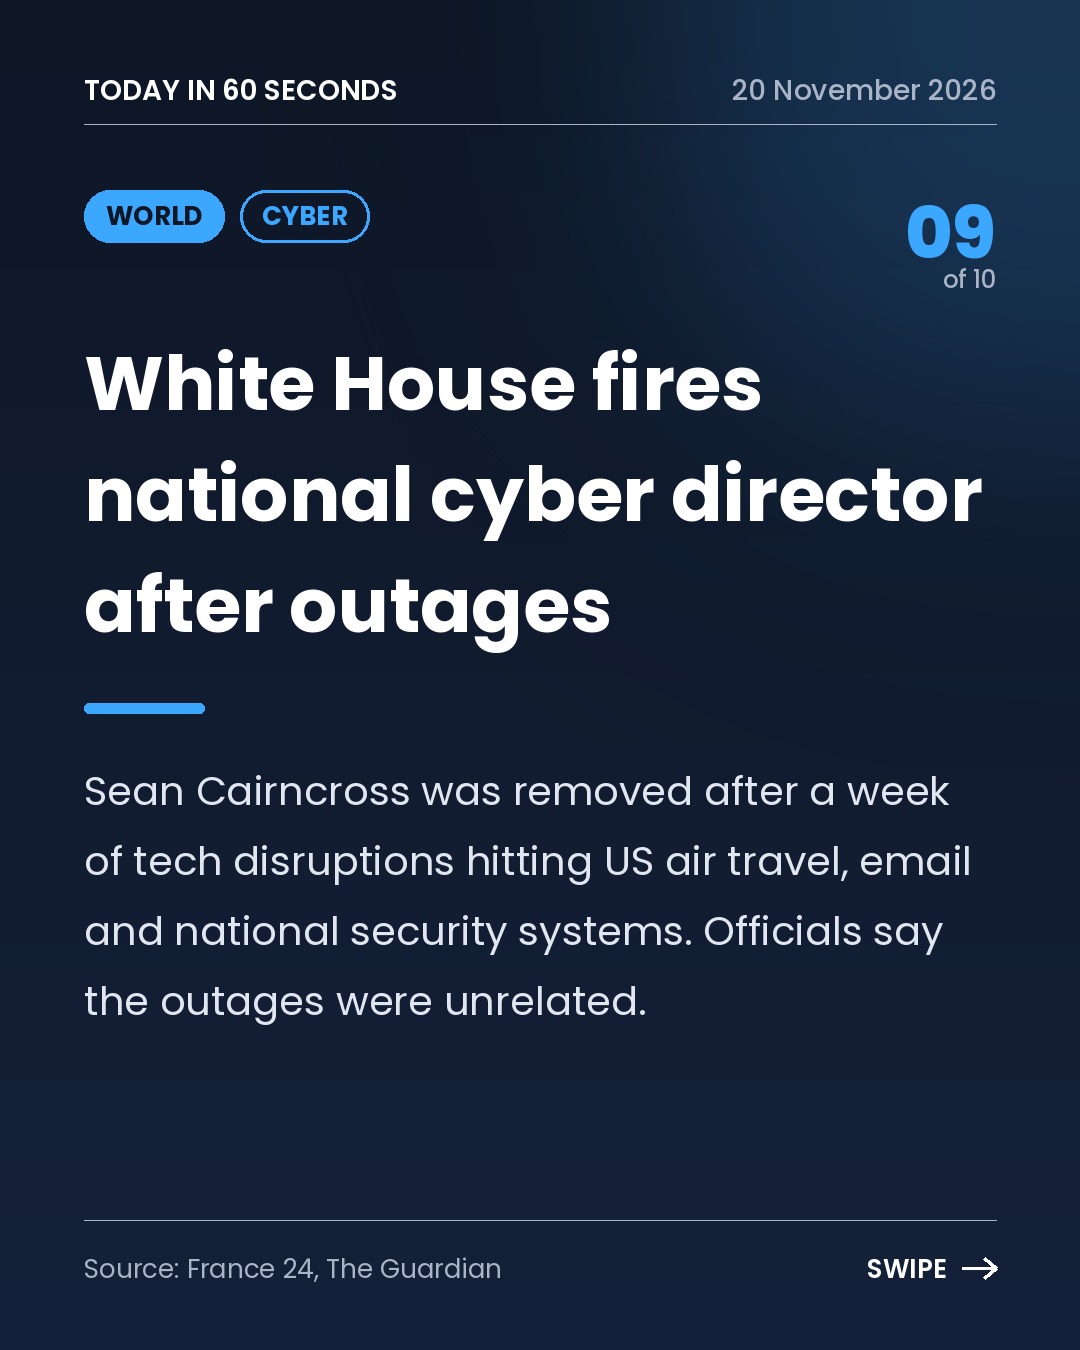 TODAY IN 60 SECONDS
20 November 2026
WORLD
CYBER
09
of 10
White House fires
national cyber director
after outages
Sean Cairncross was removed after a week
of tech disruptions hitting US air travel, email
and national security systems. Officials say
the outages were unrelated.
Source: France 24, The Guardian
SWIPE →